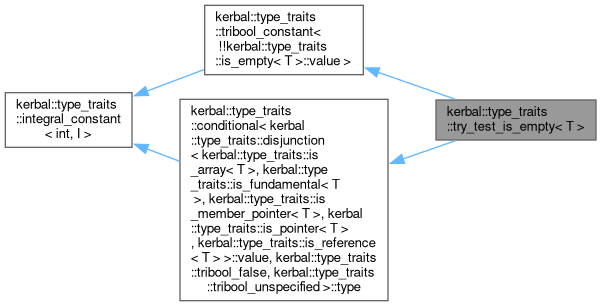 kerbal::type_traits
::tribool_constant<
!!kerbal::type_traits
::is_empty< T >::value >
kerbal::type_traits
::integral_constant
< int, I >
kerbal::type_traits
::conditional< kerbal
::type_traits::disjunction
< kerbal::type_traits::is
_array< T >, kerbal::type
_traits::is_fundamental< T
>, kerbal::type_traits::is
_member_pointer< T >, kerbal
::type_traits::is_pointer< T >
, kerbal::type_traits::is_reference
< T > >::value, kerbal::type_traits
::tribool_false, kerbal::type_traits
::tribool_unspecified >::type
kerbal::type_traits
::try_test_is_empty< T >